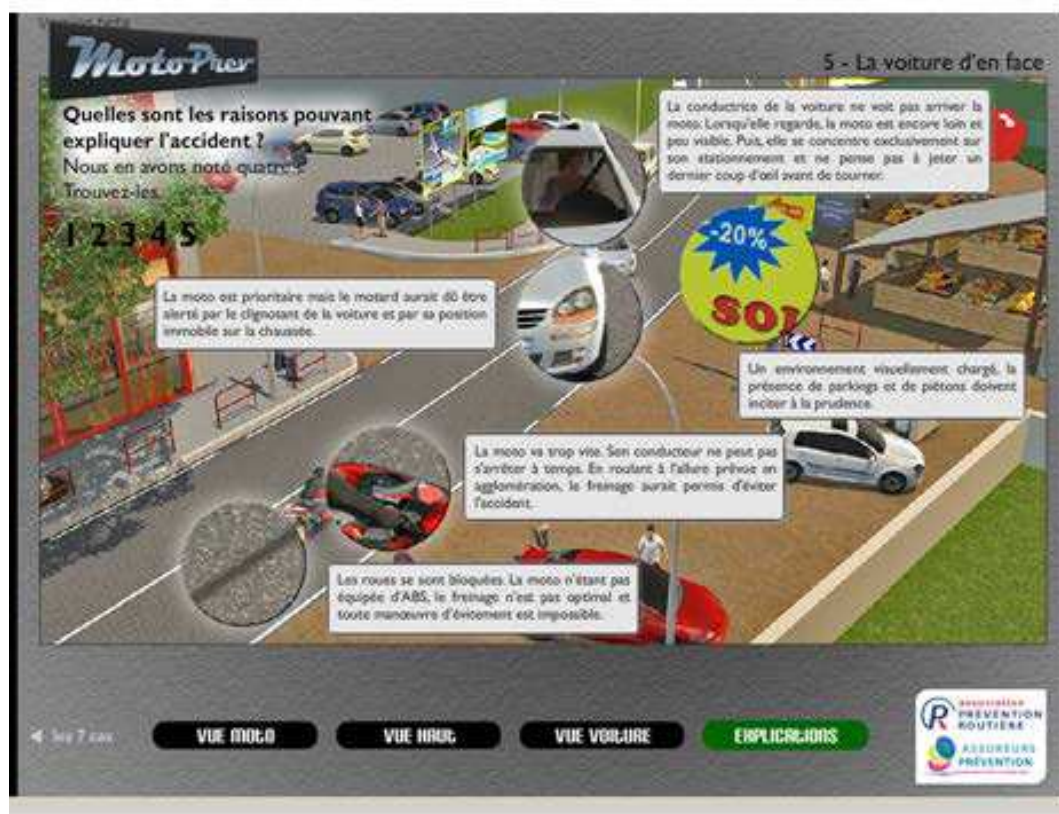 Version beta
MotoPrev
5 - La voiture d'en face
Quelles sont les raisons pouvant
expliquer l'accident ?
Nous en avons noté quatre.
Trouvez-les.
1 2 3 4 5
La conductrice de la voiture ne voit pas arriver la
moto. Lorsqu'elle regarde, la moto est encore loin et
peu visible. Puis, elle se concentre exclusivement sur
son stationnement et ne pense pas à jeter un
dernier coup d'œil avant de tourner.
-20%
SOL
La moto est prioritaire mais le motard aurait dû être
alerté par le clignotant de la voiture et par sa position
immobile sur la chaussée.
Un environnement visuellement chargé, la
présence de parkings et de piétons doivent
inciter à la prudence.
La moto va trop vite. Son conducteur ne peut pas
s'arrêter à temps. En roulant à l'allure prévue en
agglomération, le freinage aurait permis d'éviter
l'accident.
Les roues se sont bloquées. La moto n'étant pas
équipée d'ABS, le freinage n'est pas optimal et
toute manœuvre d'évitement est impossible.
les 7 cas
VUE MOTO
VUE HAUT
VUE VOITURE
EXPLICATIONS
association
PRÉVENTION
ROUTIÈRE
ASSUREURS
PRÉVENTION